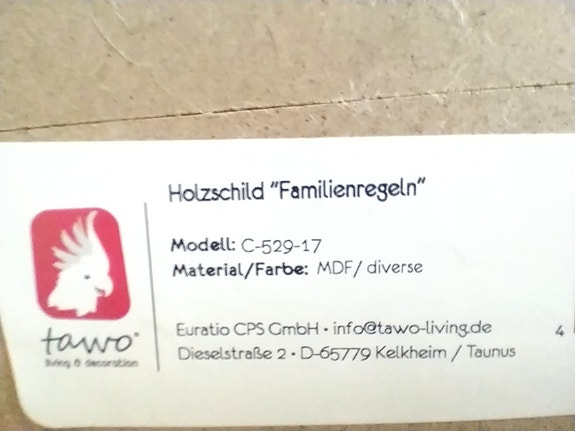 Holzschild "Familienregeln"
Modell: C-529-17
Material/Farbe: MDF/ diverse
tawo
living & decoration
Euratio CPS GmbH • info@tawo-living.de
Dieselstraße 2 • D-65779 Kelkheim / Taunus
4